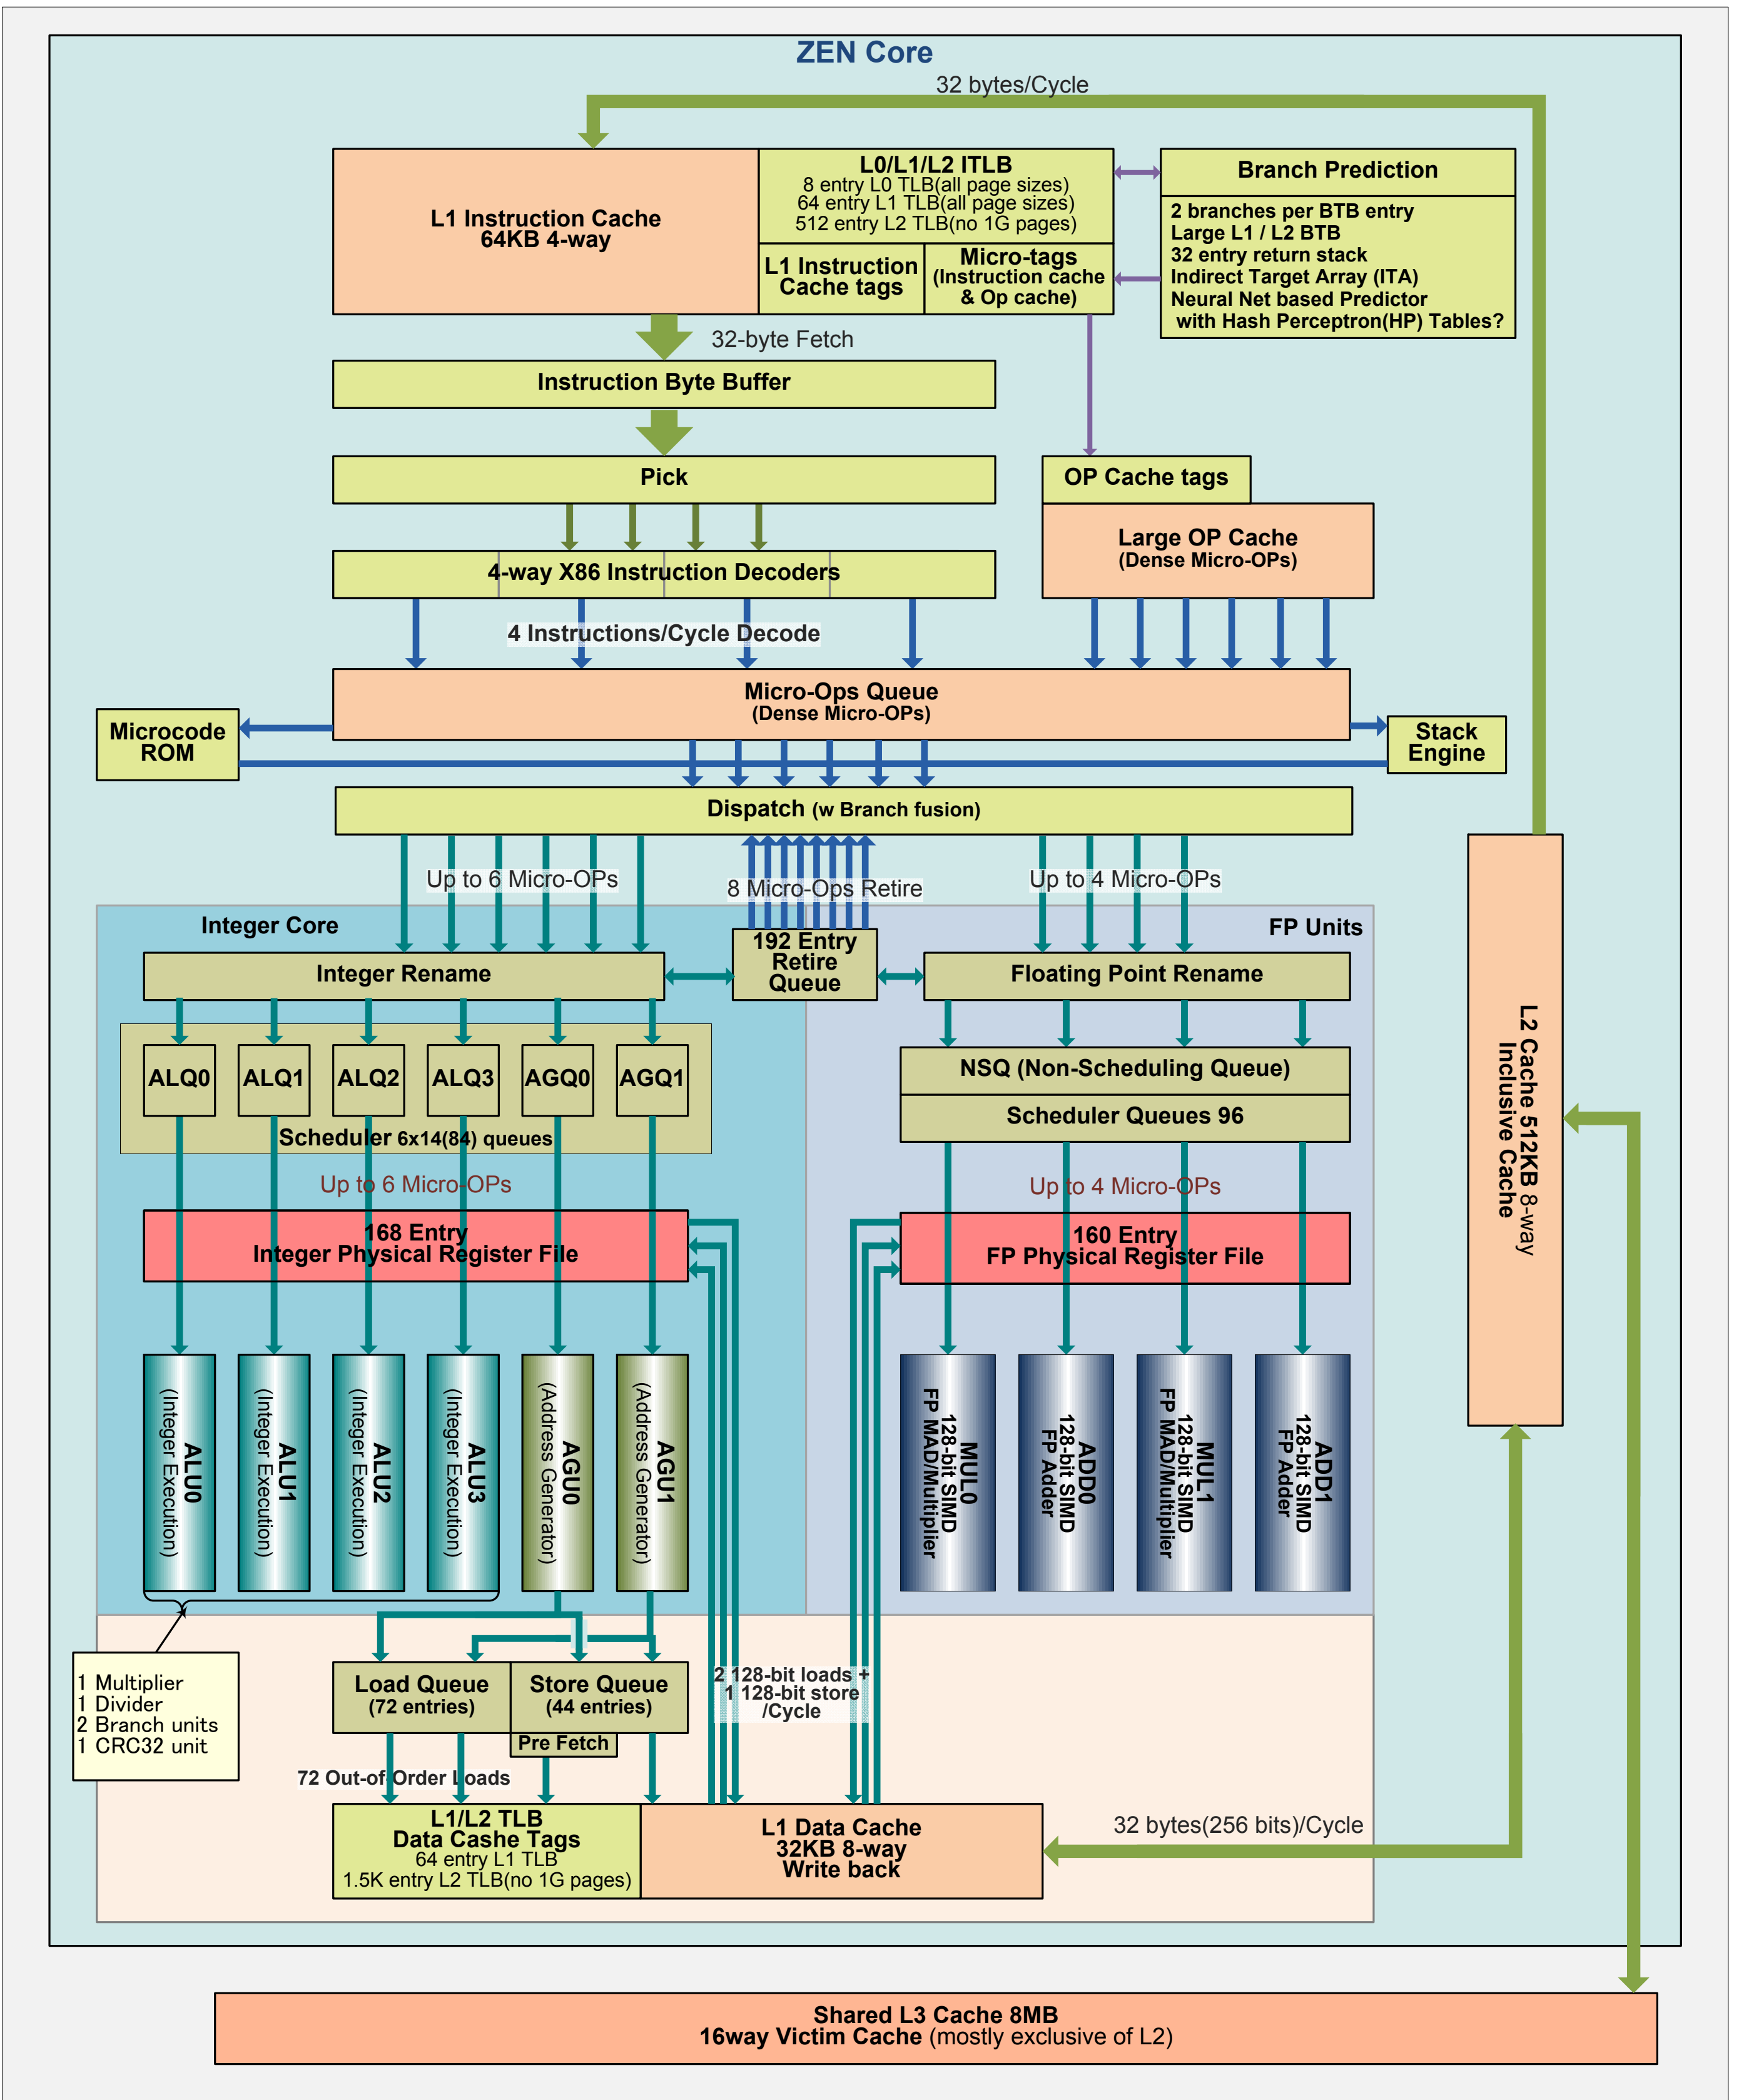 ZEN Core
32 bytes/Cycle
L1 Instruction Cache
64KB 4-way
L0/L1/L2 ITLB
8 entry L0 TLB(all page sizes)
64 entry L1 TLB(all page sizes)
512 entry L2 TLB(no 1G pages)
L1 Instruction
Cache tags
Micro-tags
(Instruction cache
& Op cache)
Branch Prediction
2 branches per BTB entry
Large L1 / L2 BTB
32 entry return stack
Indirect Target Array (ITA)
Neural Net based Predictor
with Hash Perceptron(HP) Tables?
32-byte Fetch
Instruction Byte Buffer
Pick
OP Cache tags
Large OP Cache
(Dense Micro-OPs)
4-way X86 Instruction Decoders
4 Instructions/Cycle Decode
Micro-Ops Queue
(Dense Micro-OPs)
Microcode
ROM
Stack
Engine
Dispatch (w Branch fusion)
Up to 6 Micro-OPs
8 Micro-Ops Retire
Up to 4 Micro-OPs
Integer Core
FP Units
192 Entry
Retire
Queue
Integer Rename
Floating Point Rename
ALQ0
ALQ1
ALQ2
ALQ3
AGQ0
AGQ1
Scheduler 6x14(84) queues
NSQ (Non-Scheduling Queue)
Scheduler Queues 96
L2 Cache 512KB 8-way
Inclusive Cache
Up to 6 Micro-OPs
Up to 4 Micro-OPs
168 Entry
Integer Physical Register File
160 Entry
FP Physical Register File
ALU0
(Integer Execution)
ALU1
(Integer Execution)
ALU2
(Integer Execution)
ALU3
(Integer Execution)
AGU0
(Address Generator)
AGU1
(Address Generator)
MUL0
128-bit SIMD
FP MAD/Multiplier
ADD0
128-bit SIMD
FP Adder
MUL1
128-bit SIMD
FP MAD/Multiplier
ADD1
128-bit SIMD
FP Adder
1 Multiplier
1 Divider
2 Branch units
1 CRC32 unit
Load Queue
(72 entries)
Store Queue
(44 entries)
Pre Fetch
2 128-bit loads +
1 128-bit store
/Cycle
72 Out-of-Order Loads
L1/L2 TLB
Data Cashe Tags
64 entry L1 TLB
1.5K entry L2 TLB(no 1G pages)
L1 Data Cache
32KB 8-way
Write back
32 bytes(256 bits)/Cycle
Shared L3 Cache 8MB
16way Victim Cache (mostly exclusive of L2)